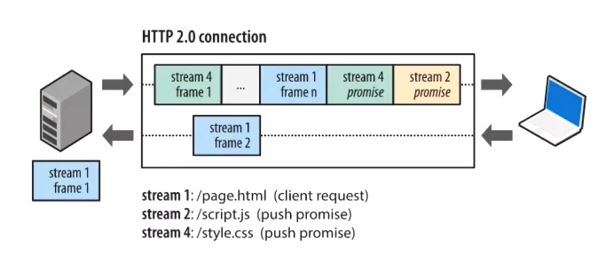 HTTP 2.0 connection
stream 4
frame 1
...
stream 1
frame n
stream 4
promise
stream 2
promise
stream 1
frame 2
stream 1
frame 1
stream 1: /page.html (client request)
stream 2: /script.js (push promise)
stream 4: /style.css (push promise)